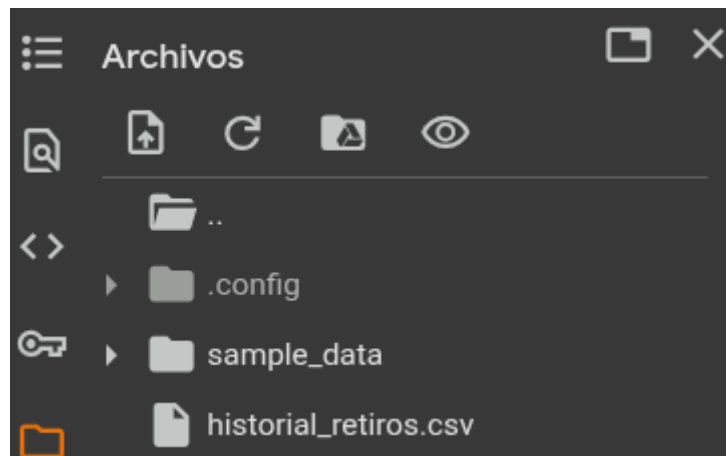 Archivos
..
.config
sample_data
historial_retiros.csv